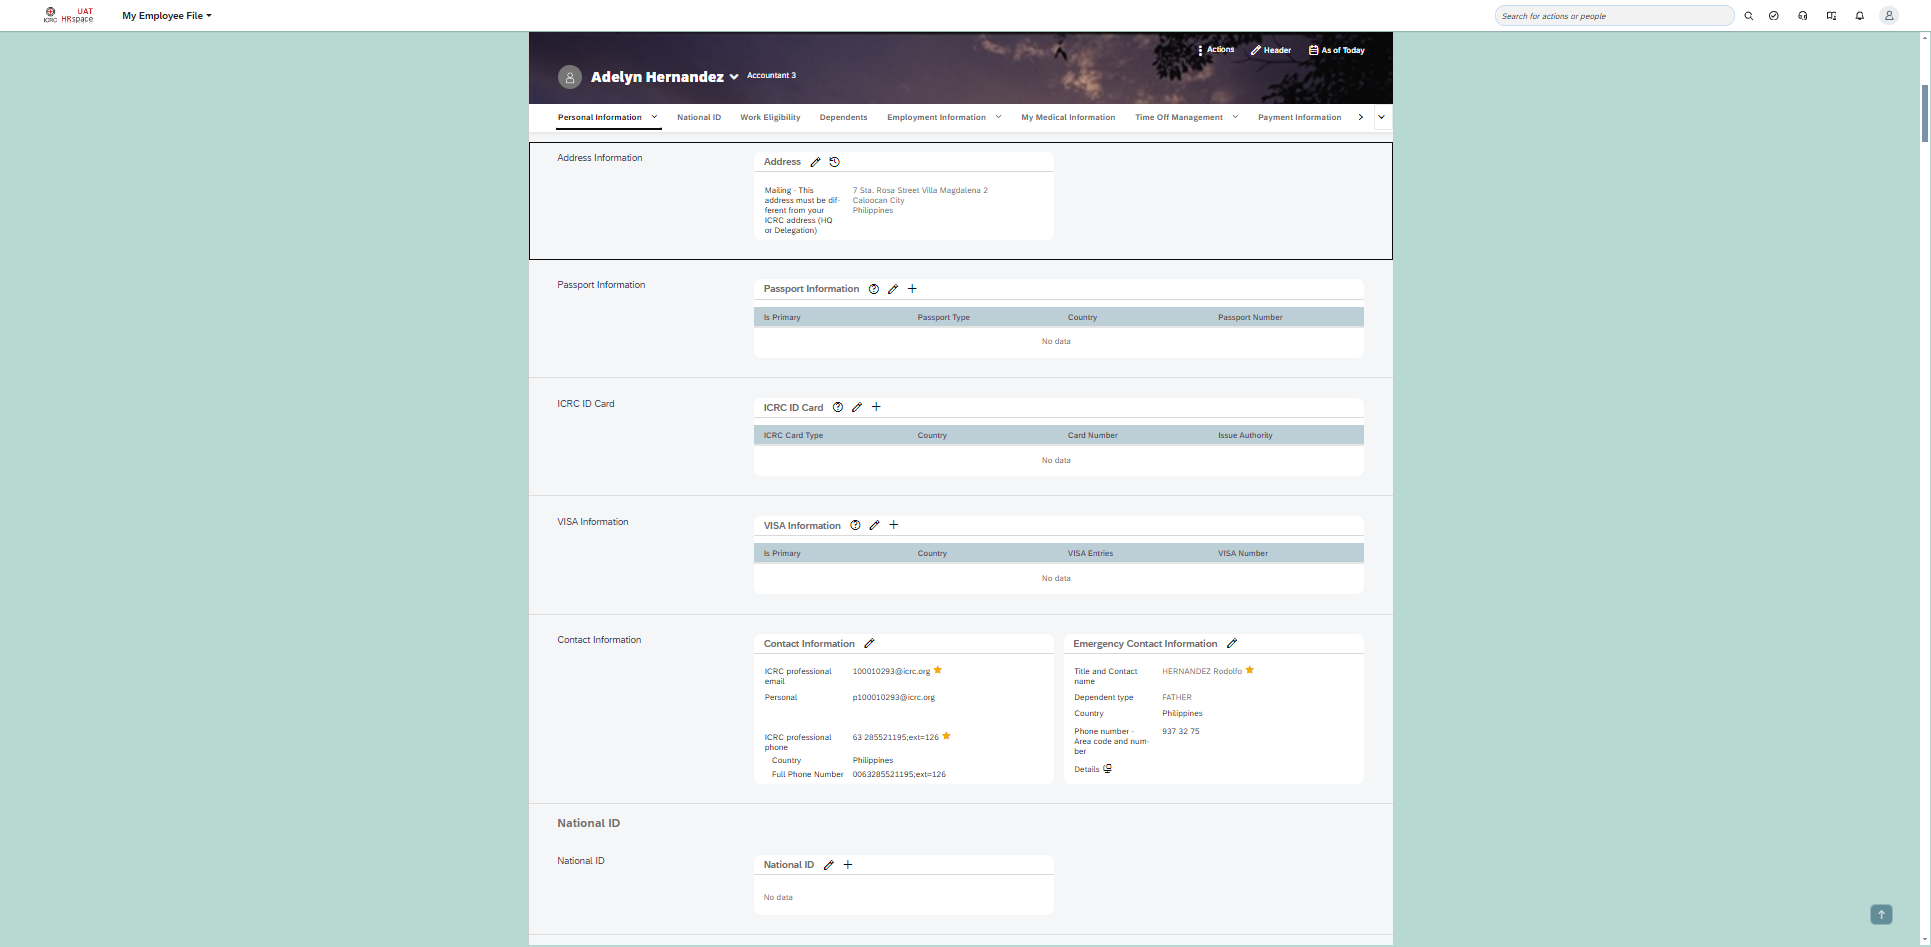 ICRC
UAT
HRspace
My Employee File
Search for actions or people
Actions
Header
As of Today
Adelyn Hernandez
Accountant 3
Personal Information
National ID
Work Eligibility
Dependents
Employment Information
My Medical Information
Time Off Management
Payment Information
Address Information
Address
Mailing - This
address must be dif-
ferent from your
ICRC address (HQ
or Delegation)
7 Sta. Rosa Street Villa Magdalena 2
Caloocan City
Philippines
Passport Information
Passport Information
Is Primary
Passport Type
Country
Passport Number
No data
ICRC ID Card
ICRC ID Card
ICRC Card Type
Country
Card Number
Issue Authority
No data
VISA Information
VISA Information
Is Primary
Country
VISA Entries
VISA Number
No data
Contact Information
Contact Information
ICRC professional
email
100010293@icrc.org
Personal
p100010293@icrc.org
ICRC professional
phone
63 285521195;ext=126
Country
Philippines
Full Phone Number
0063285521195;ext=126
Emergency Contact Information
Title and Contact
name
HERNANDEZ Rodolfo
Dependent type
FATHER
Country
Philippines
Phone number -
Area code and num-
ber
937 32 75
Details
National ID
National ID
National ID
No data